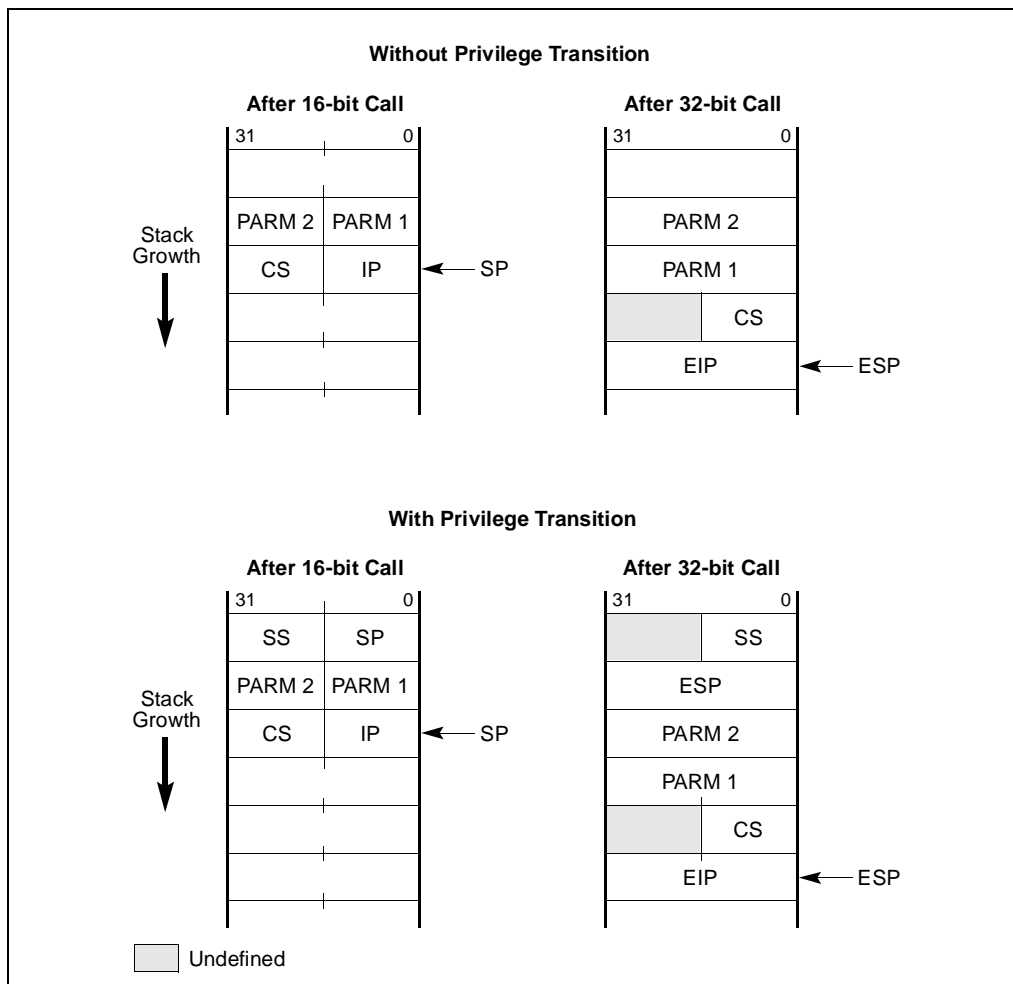 Without Privilege Transition
After 16-bit Call
After 32-bit Call
31 0
31 0
PARM 2 PARM 1
PARM 2
Stack
Growth
CS IP
SP
PARM 1
CS
EIP
ESP
With Privilege Transition
After 16-bit Call
After 32-bit Call
31 0
31 0
SS SP
SS
PARM 2 PARM 1
ESP
Stack
Growth
CS IP
SP
PARM 2
PARM 1
CS
EIP
ESP
Undefined